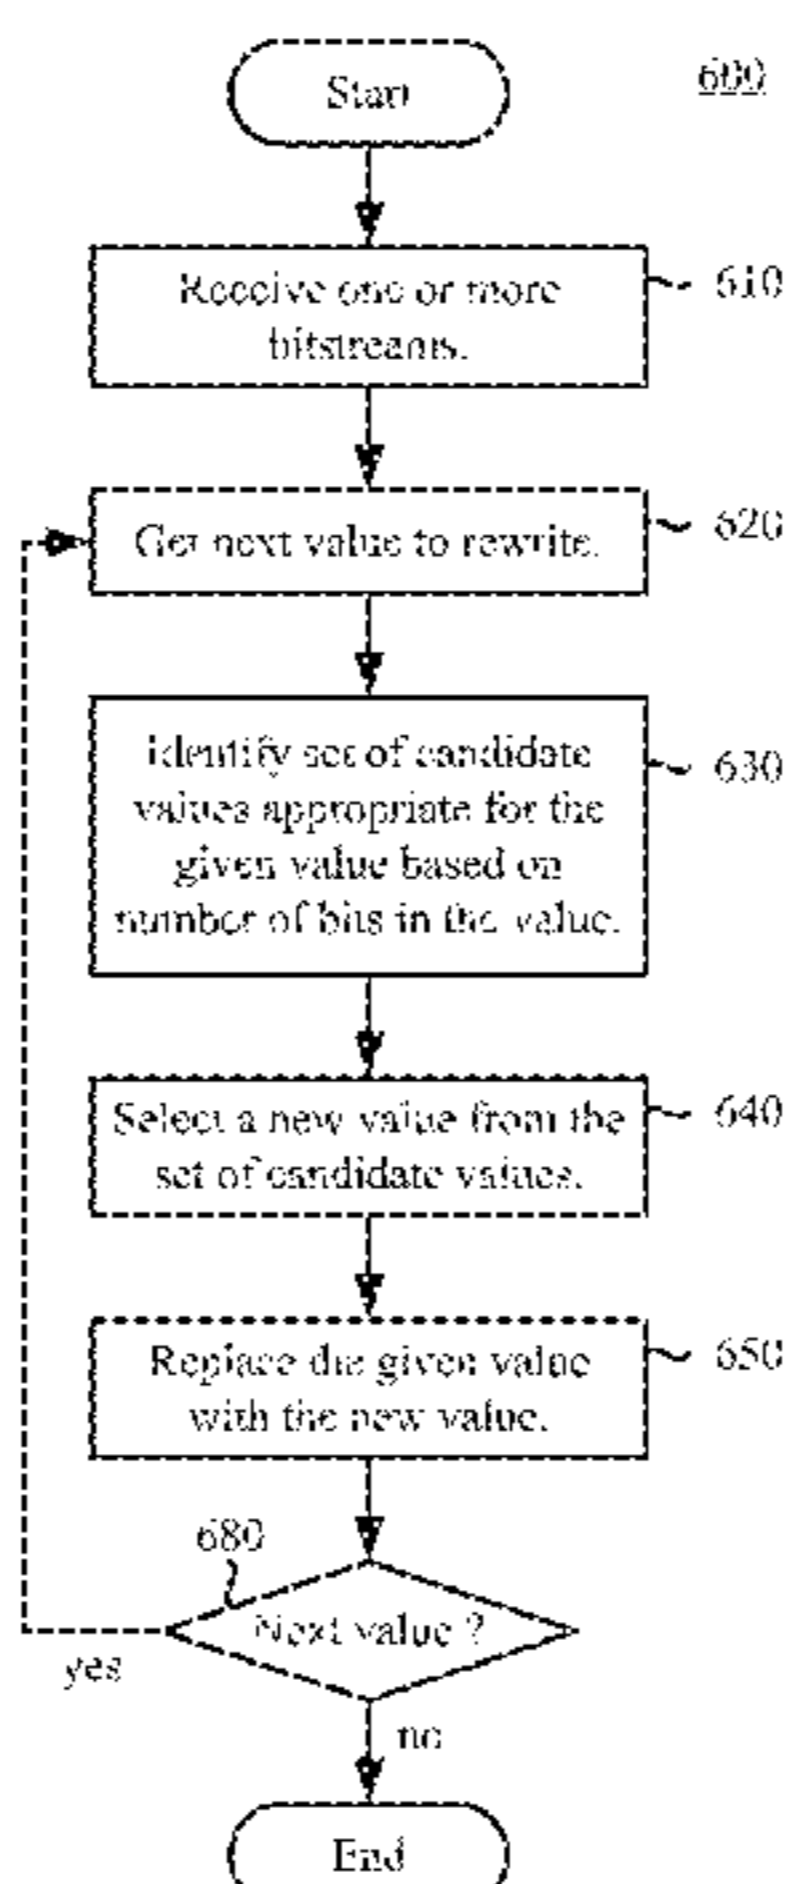 Start
600
Receive one or more
bitstreams.
610
Get next value to rewrite.
620
Identify set of candidate
values appropriate for the
given value based on
number of bits in the value.
630
Select a new value from the
set of candidate values.
640
Replace the given value
with the new value.
650
680
Next value ?
yes
no
End